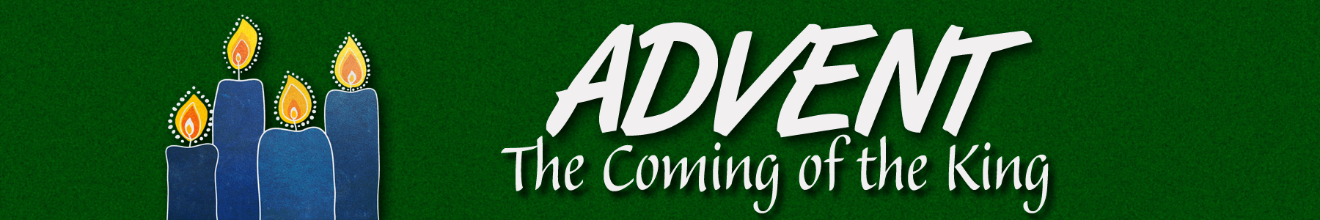 ADVENT
The Coming of the King